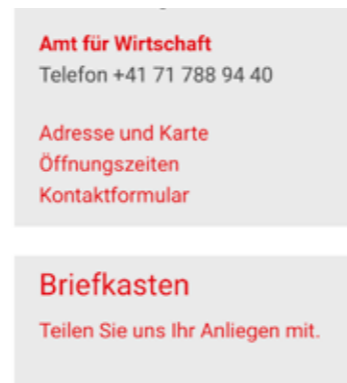 Amt für Wirtschaft
Telefon +41 71 788 94 40
Adresse und Karte
Öffnungszeiten
Kontaktformular
Briefkasten
Teilen Sie uns Ihr Anliegen mit.